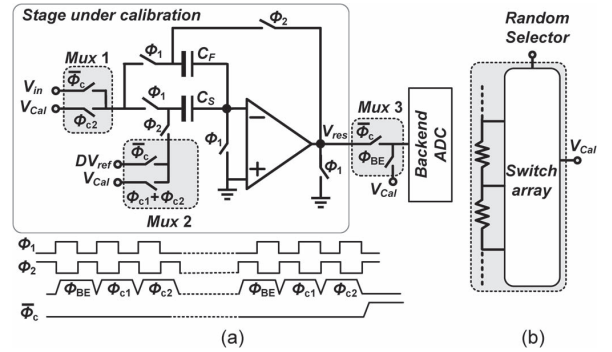 Stage under calibration
Φ2
Mux 1
Φ1
CF
Vin
Φ̅c
VCal
Φc2
Φ1
CS
Φ2
Φ1
−
+
Vres
Φ1
Mux 3
Φ̅c
ΦBE
VCal
Backend ADC
DVref
Φ̅c
VCal
Φc1+Φc2
Mux 2
Random
Selector
Switch
array
VCal
Φ1
Φ2
ΦBE Φc1 Φc2 ΦBE Φc1 Φc2
Φ̅c
(a)
(b)